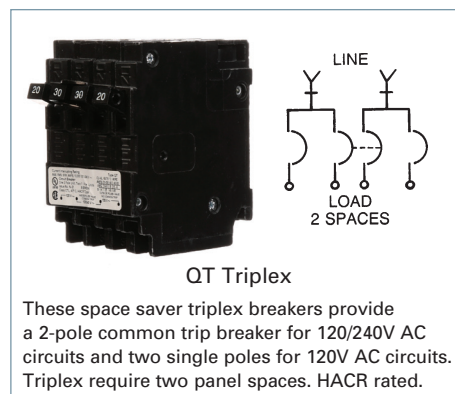 20 30 30 20
LINE
LOAD
2 SPACES
QT Triplex
These space saver triplex breakers provide
a 2-pole common trip breaker for 120/240V AC
circuits and two single poles for 120V AC circuits.
Triplex require two panel spaces. HACR rated.